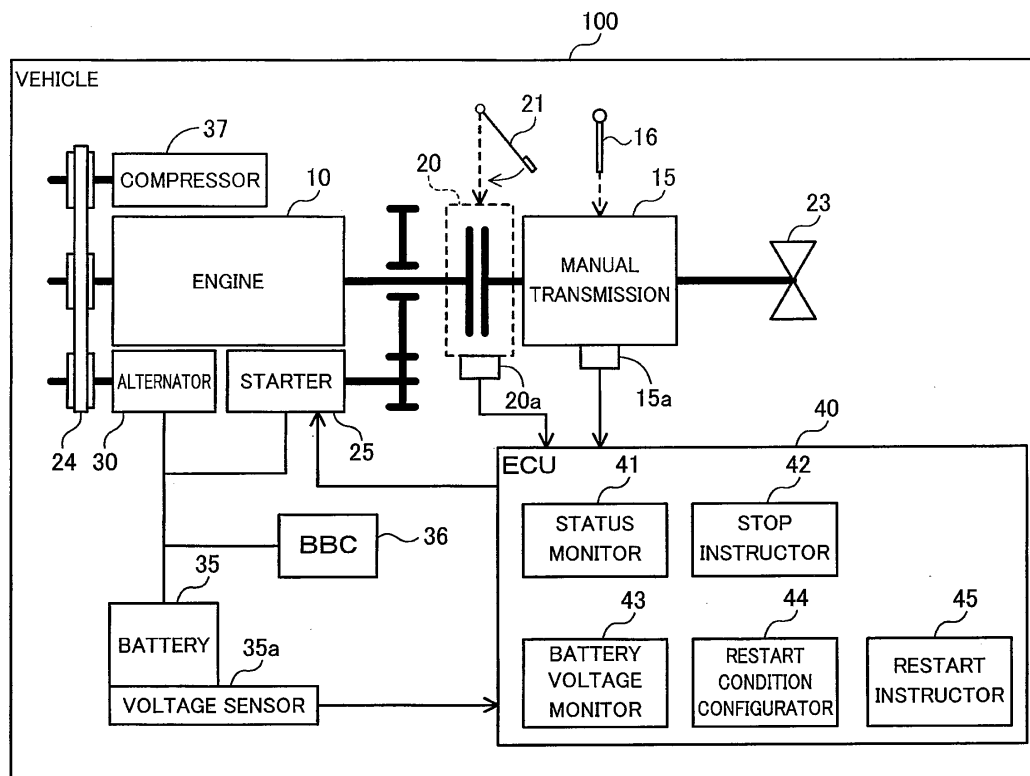 100
VEHICLE
37
COMPRESSOR
10
ENGINE
20
21
16
15
MANUAL
TRANSMISSION
23
ALTERNATOR
STARTER
24
30
25
20a
15a
40
ECU
41
STATUS
MONITOR
42
STOP
INSTRUCTOR
BBC
36
35
BATTERY
35a
VOLTAGE SENSOR
43
BATTERY
VOLTAGE
MONITOR
44
RESTART
CONDITION
CONFIGURATOR
45
RESTART
INSTRUCTOR